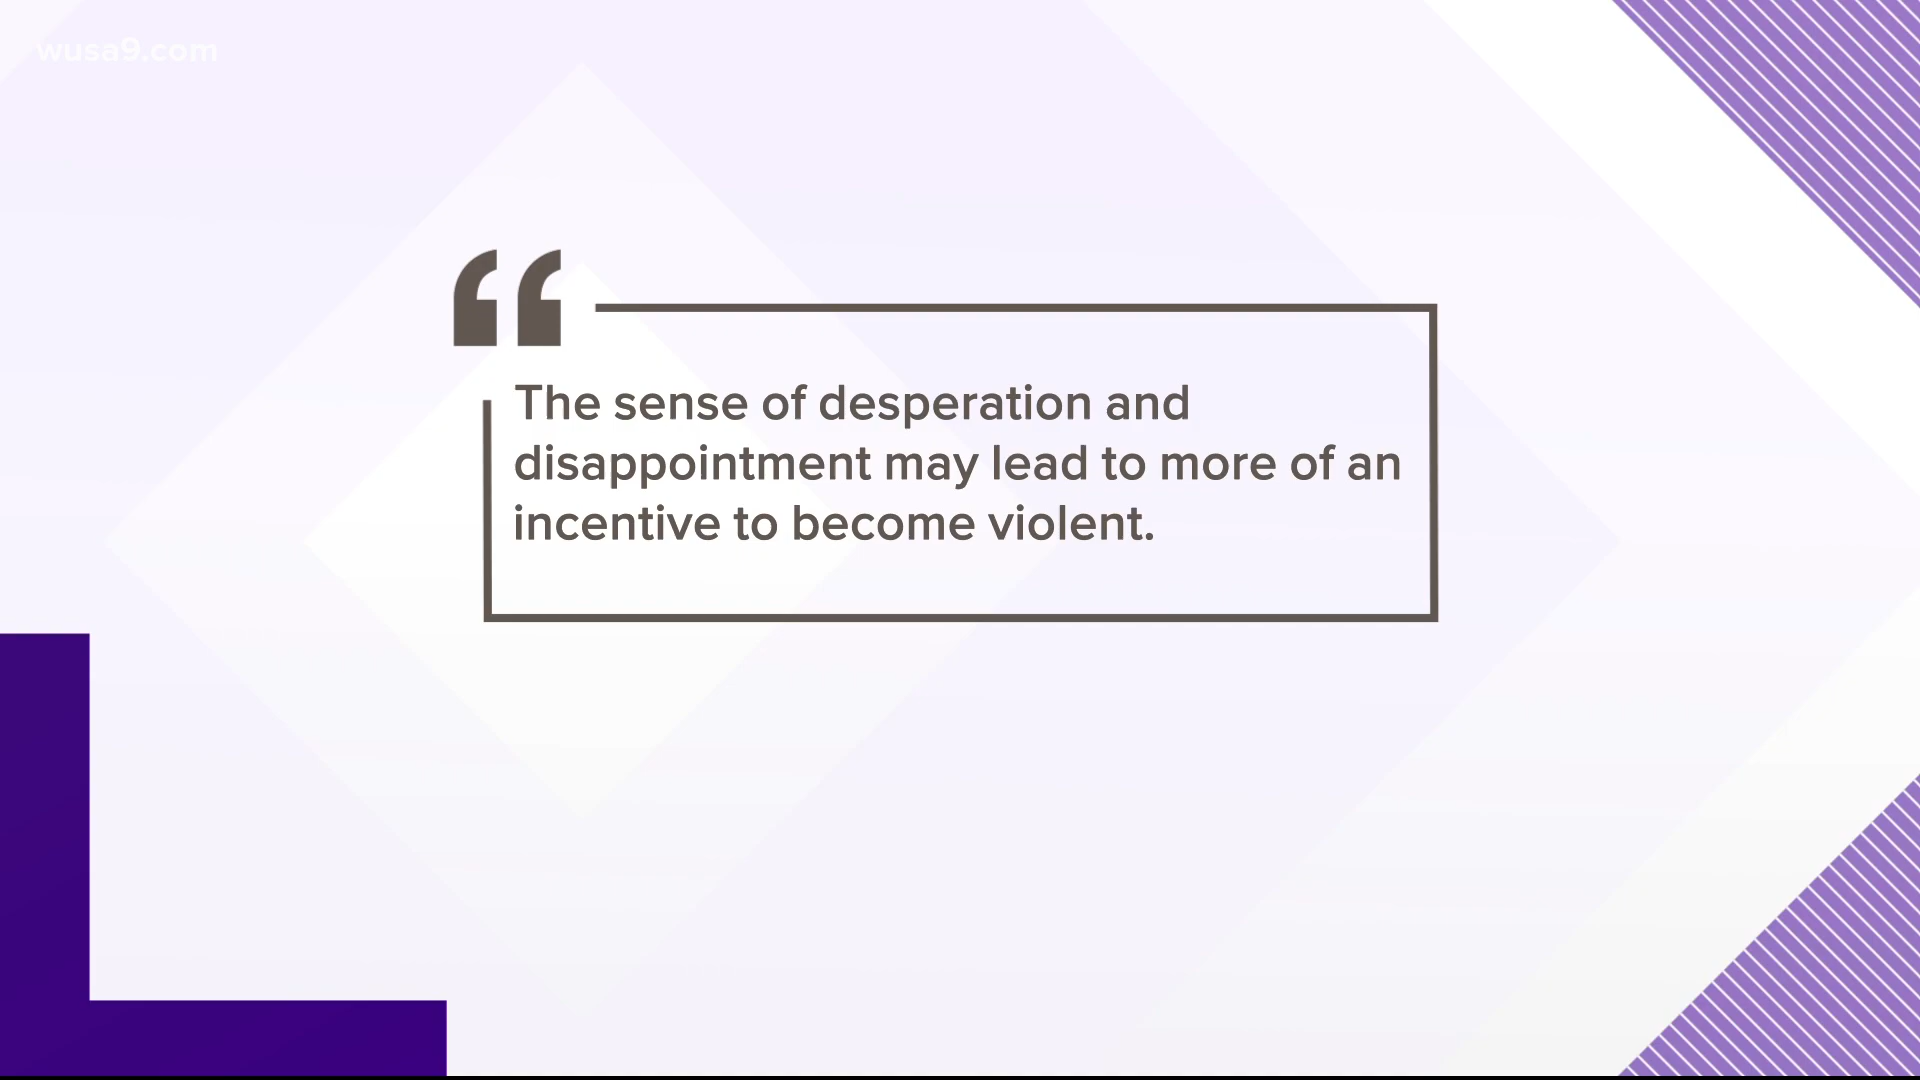 wusa9.com
The sense of desperation and
disappointment may lead to more of an
incentive to become violent.